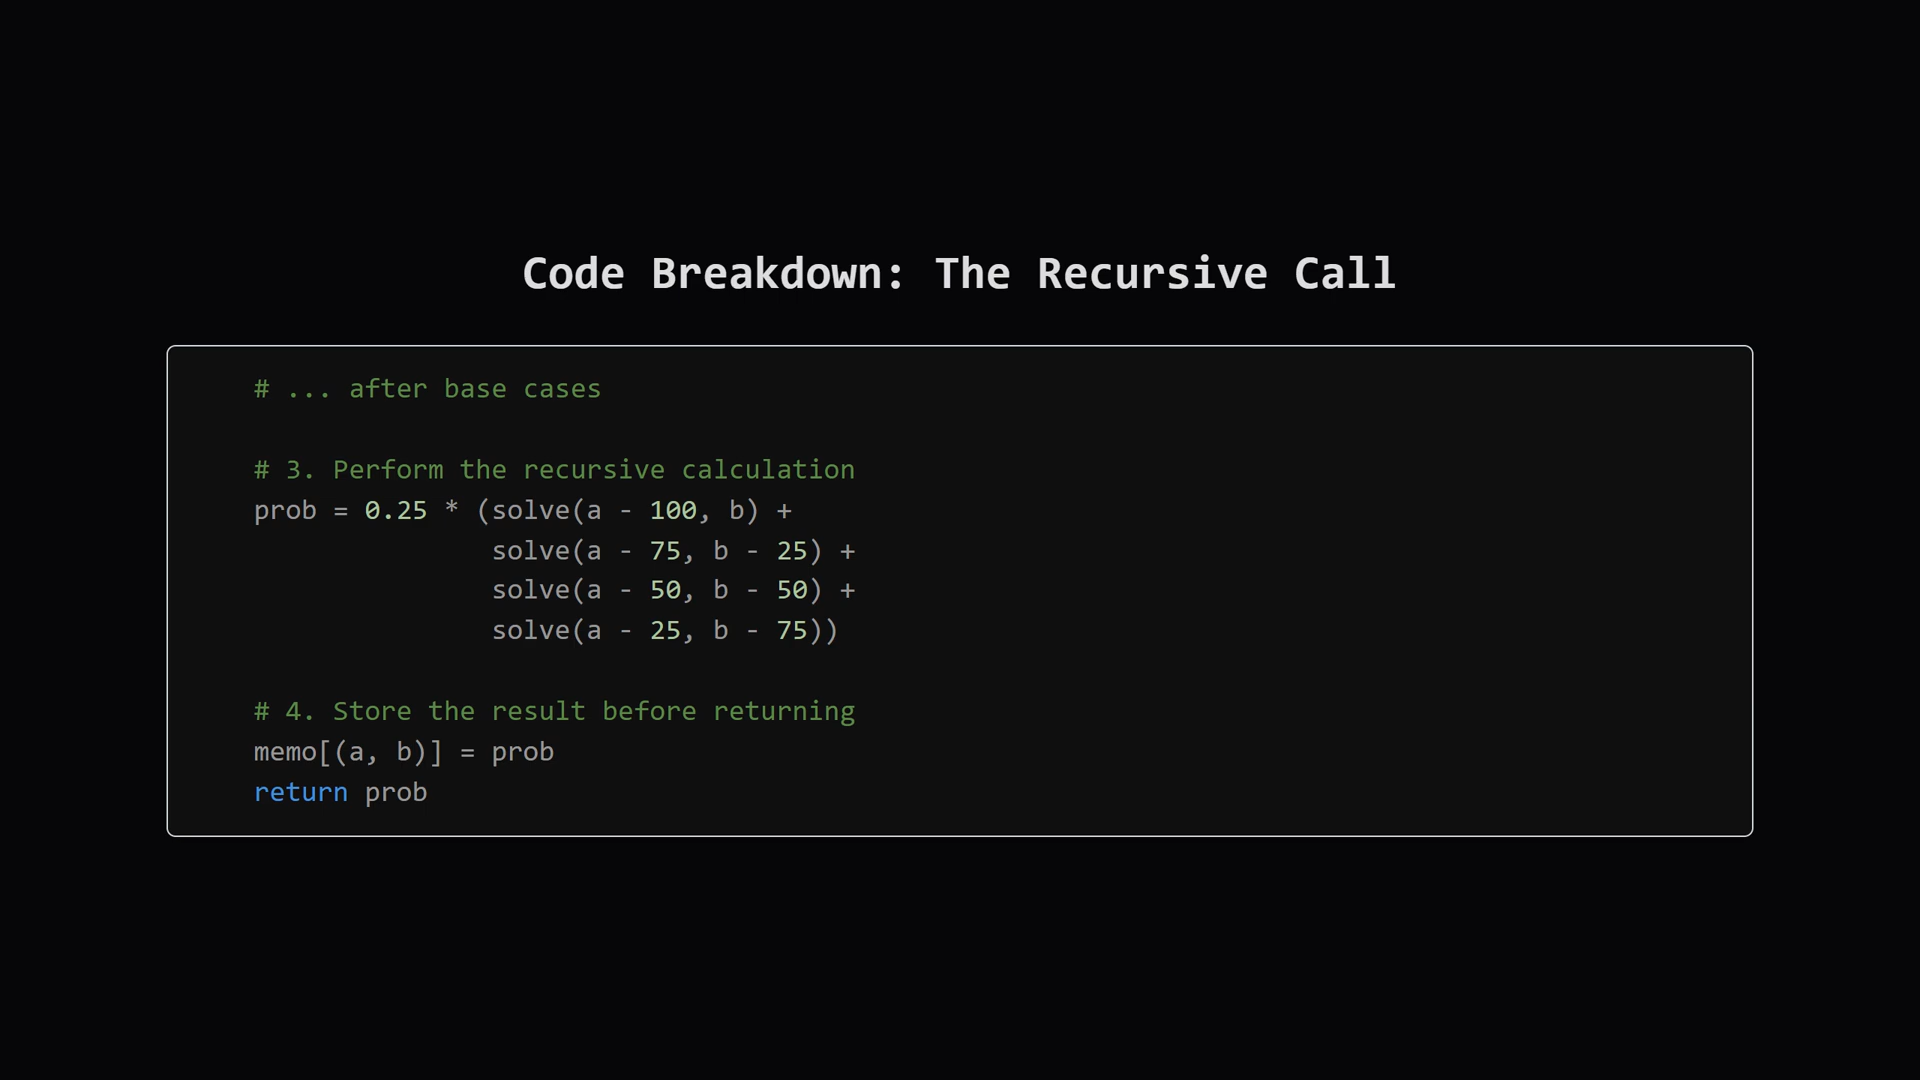 Code Breakdown: The Recursive Call
# ... after base cases
# 3. Perform the recursive calculation
prob = 0.25 * (solve(a - 100, b) +
solve(a - 75, b - 25) +
solve(a - 50, b - 50) +
solve(a - 25, b - 75))
# 4. Store the result before returning
memo[(a, b)] = prob
return prob